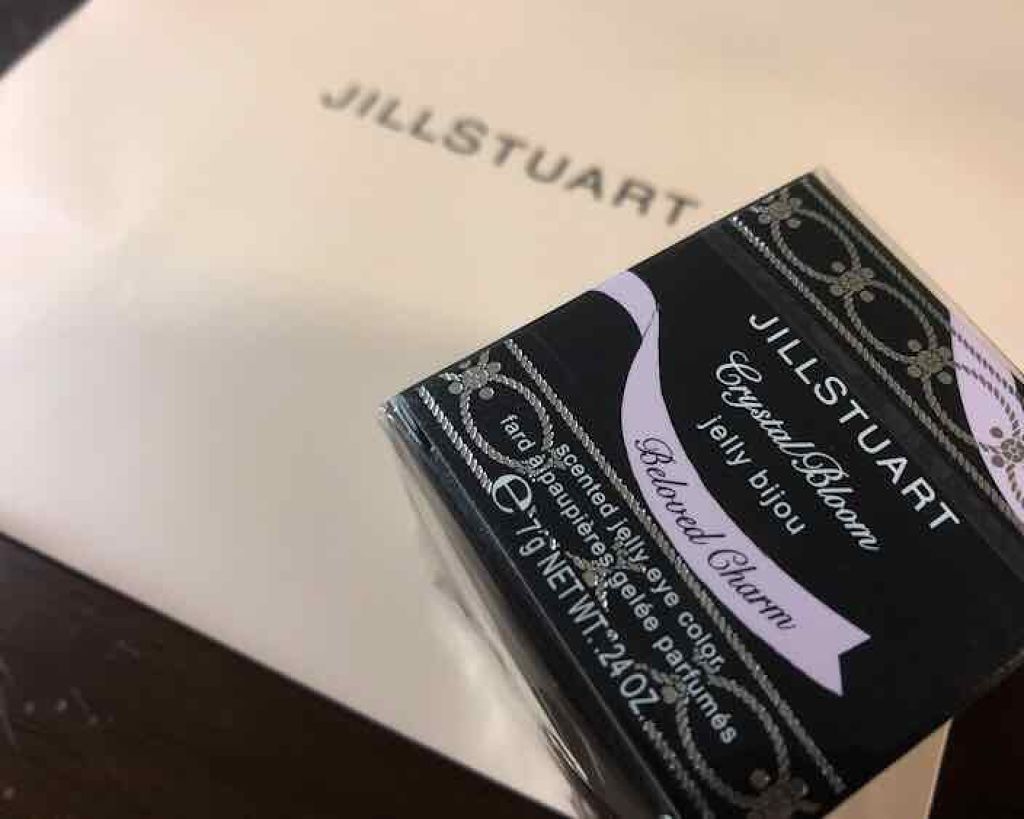 JILLSTUART
JILLSTUART
Crystal Bloom
jelly bijou
Beloved Charm
scented jelly eye color
fard à paupières gelée parfumés
℮ 7g NET WT. .24 OZ.